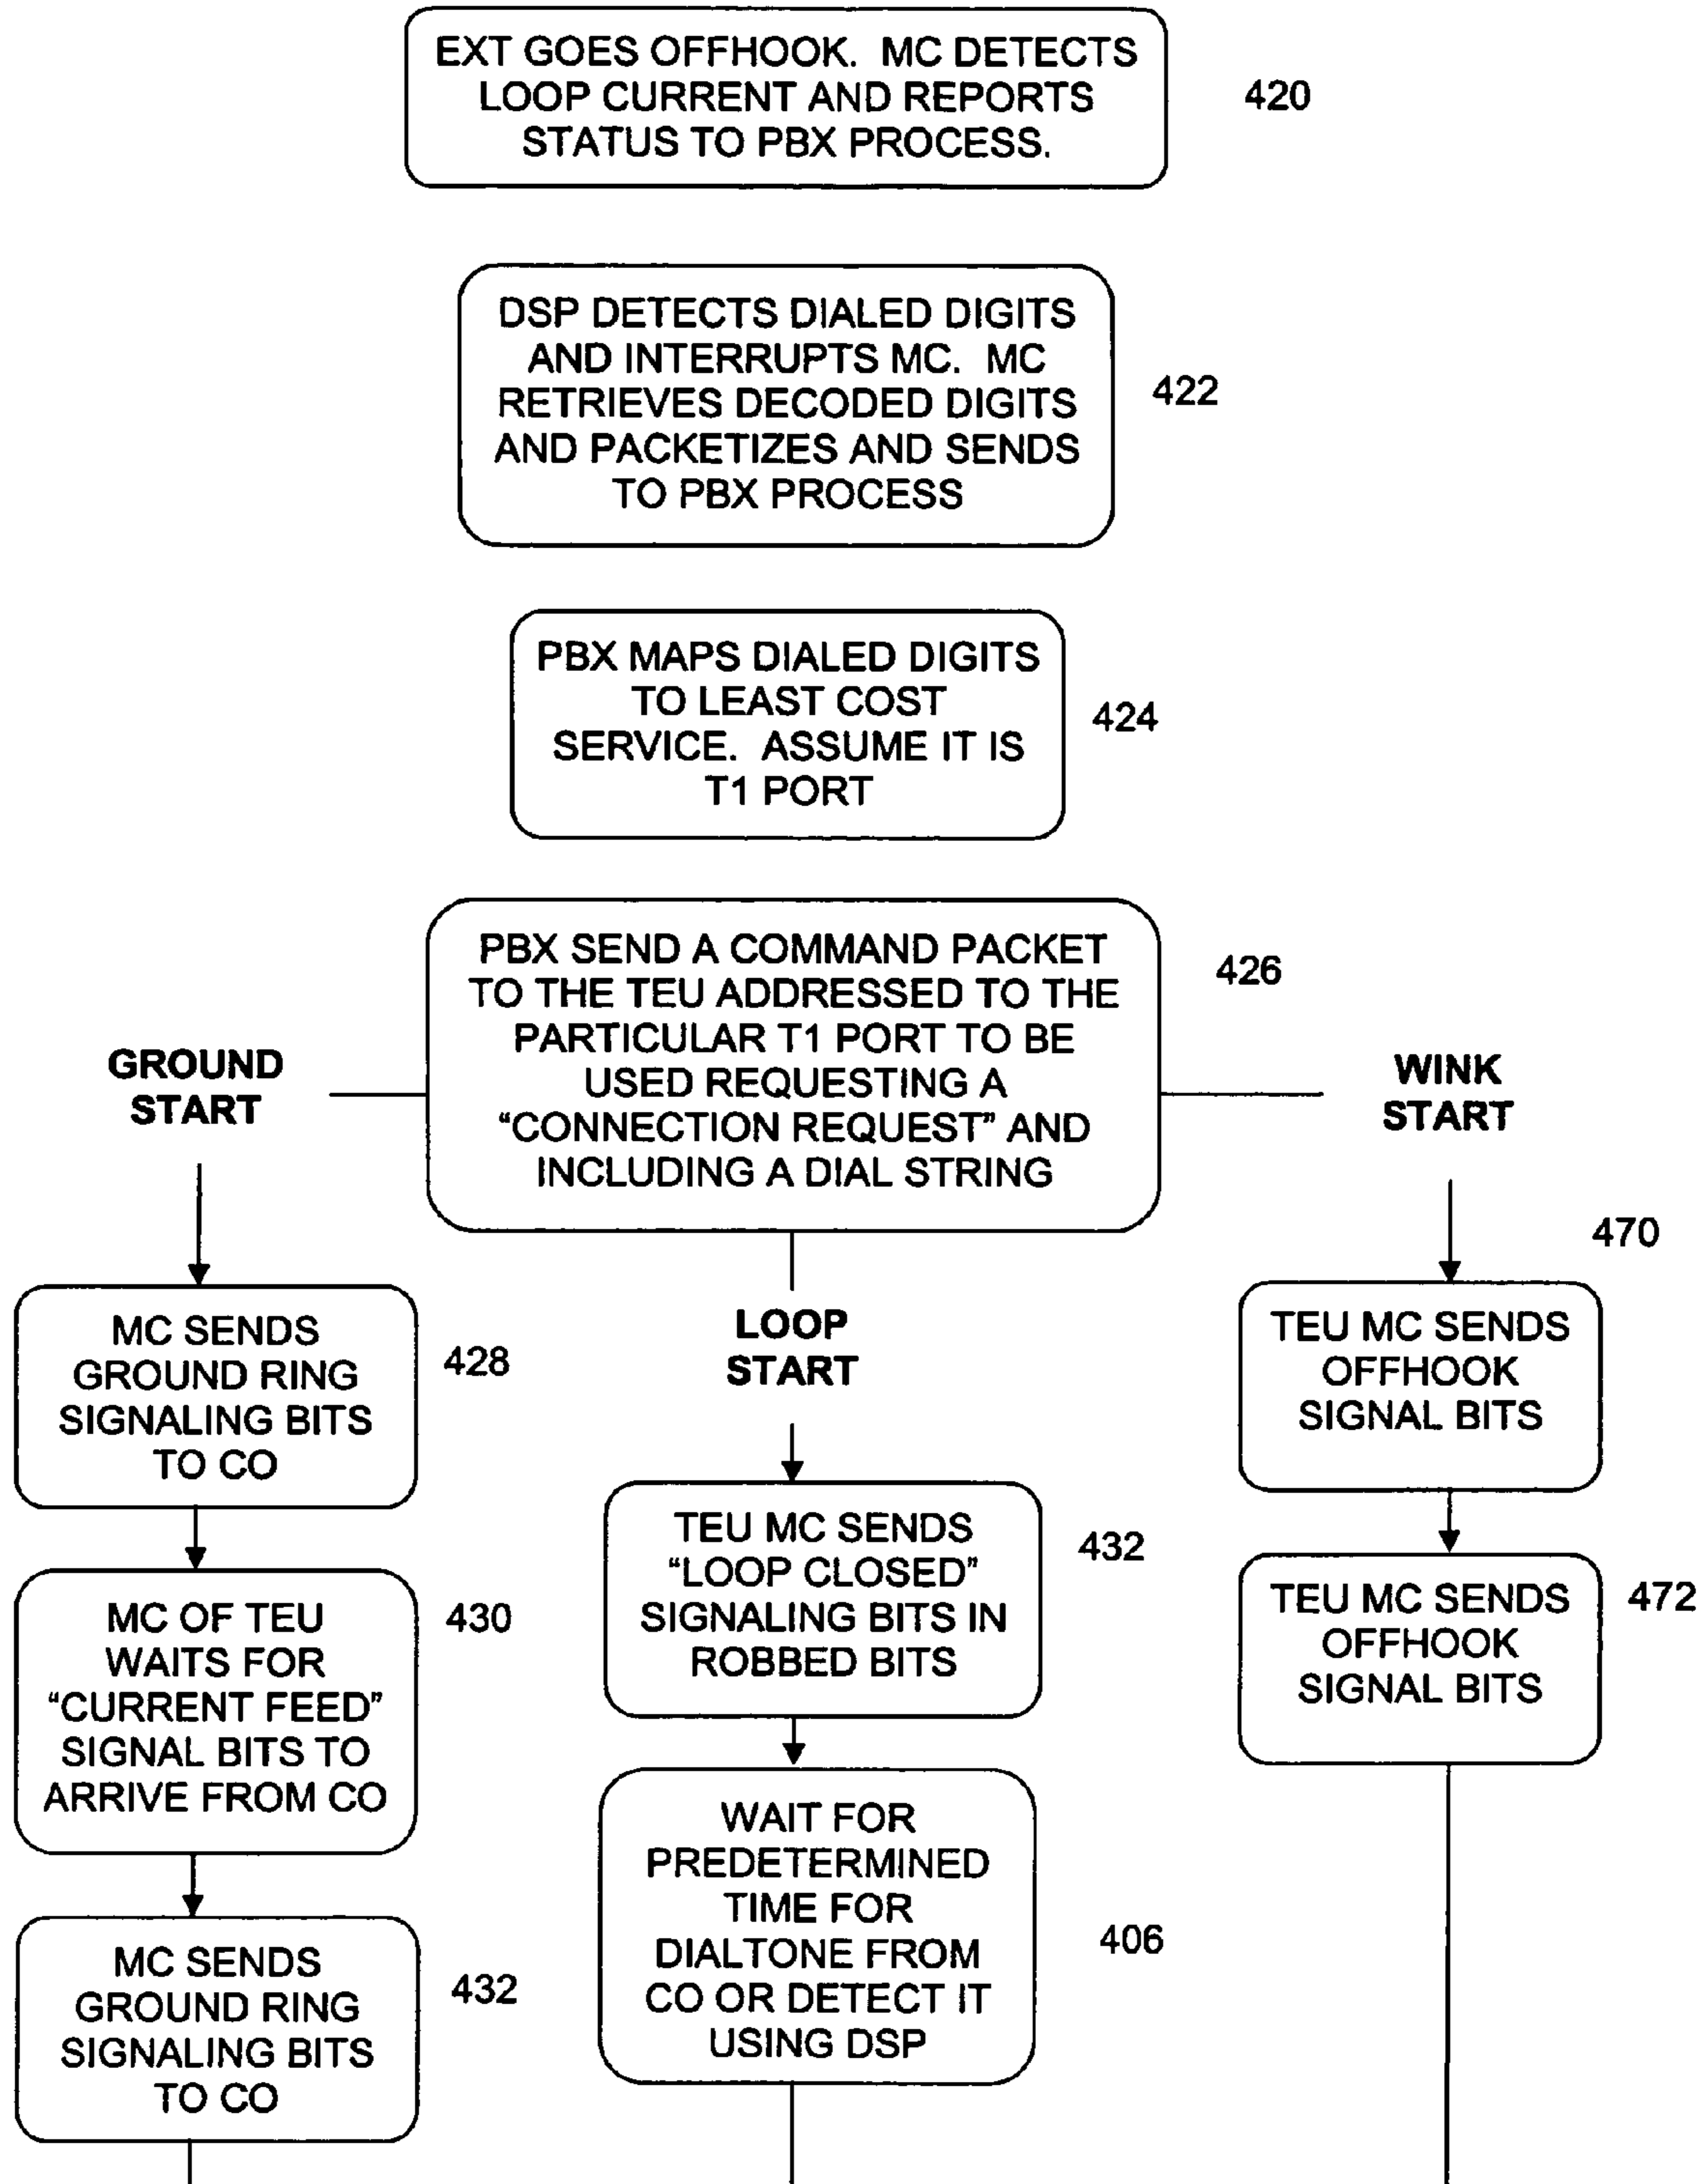 EXT GOES OFFHOOK. MC DETECTS
LOOP CURRENT AND REPORTS
STATUS TO PBX PROCESS.
420
DSP DETECTS DIALED DIGITS
AND INTERRUPTS MC. MC
RETRIEVES DECODED DIGITS
AND PACKETIZES AND SENDS
TO PBX PROCESS
422
PBX MAPS DIALED DIGITS
TO LEAST COST
SERVICE. ASSUME IT IS
T1 PORT
424
PBX SEND A COMMAND PACKET
TO THE TEU ADDRESSED TO THE
PARTICULAR T1 PORT TO BE
USED REQUESTING A
“CONNECTION REQUEST” AND
INCLUDING A DIAL STRING
426
GROUND
START
MC SENDS
GROUND RING
SIGNALING BITS
TO CO
428
MC OF TEU
WAITS FOR
“CURRENT FEED”
SIGNAL BITS TO
ARRIVE FROM CO
430
MC SENDS
GROUND RING
SIGNALING BITS
TO CO
432
LOOP
START
TEU MC SENDS
“LOOP CLOSED”
SIGNALING BITS IN
ROBBED BITS
432
WAIT FOR
PREDETERMINED
TIME FOR
DIALTONE FROM
CO OR DETECT IT
USING DSP
406
WINK
START
470
TEU MC SENDS
OFFHOOK
SIGNAL BITS
TEU MC SENDS
OFFHOOK
SIGNAL BITS
472